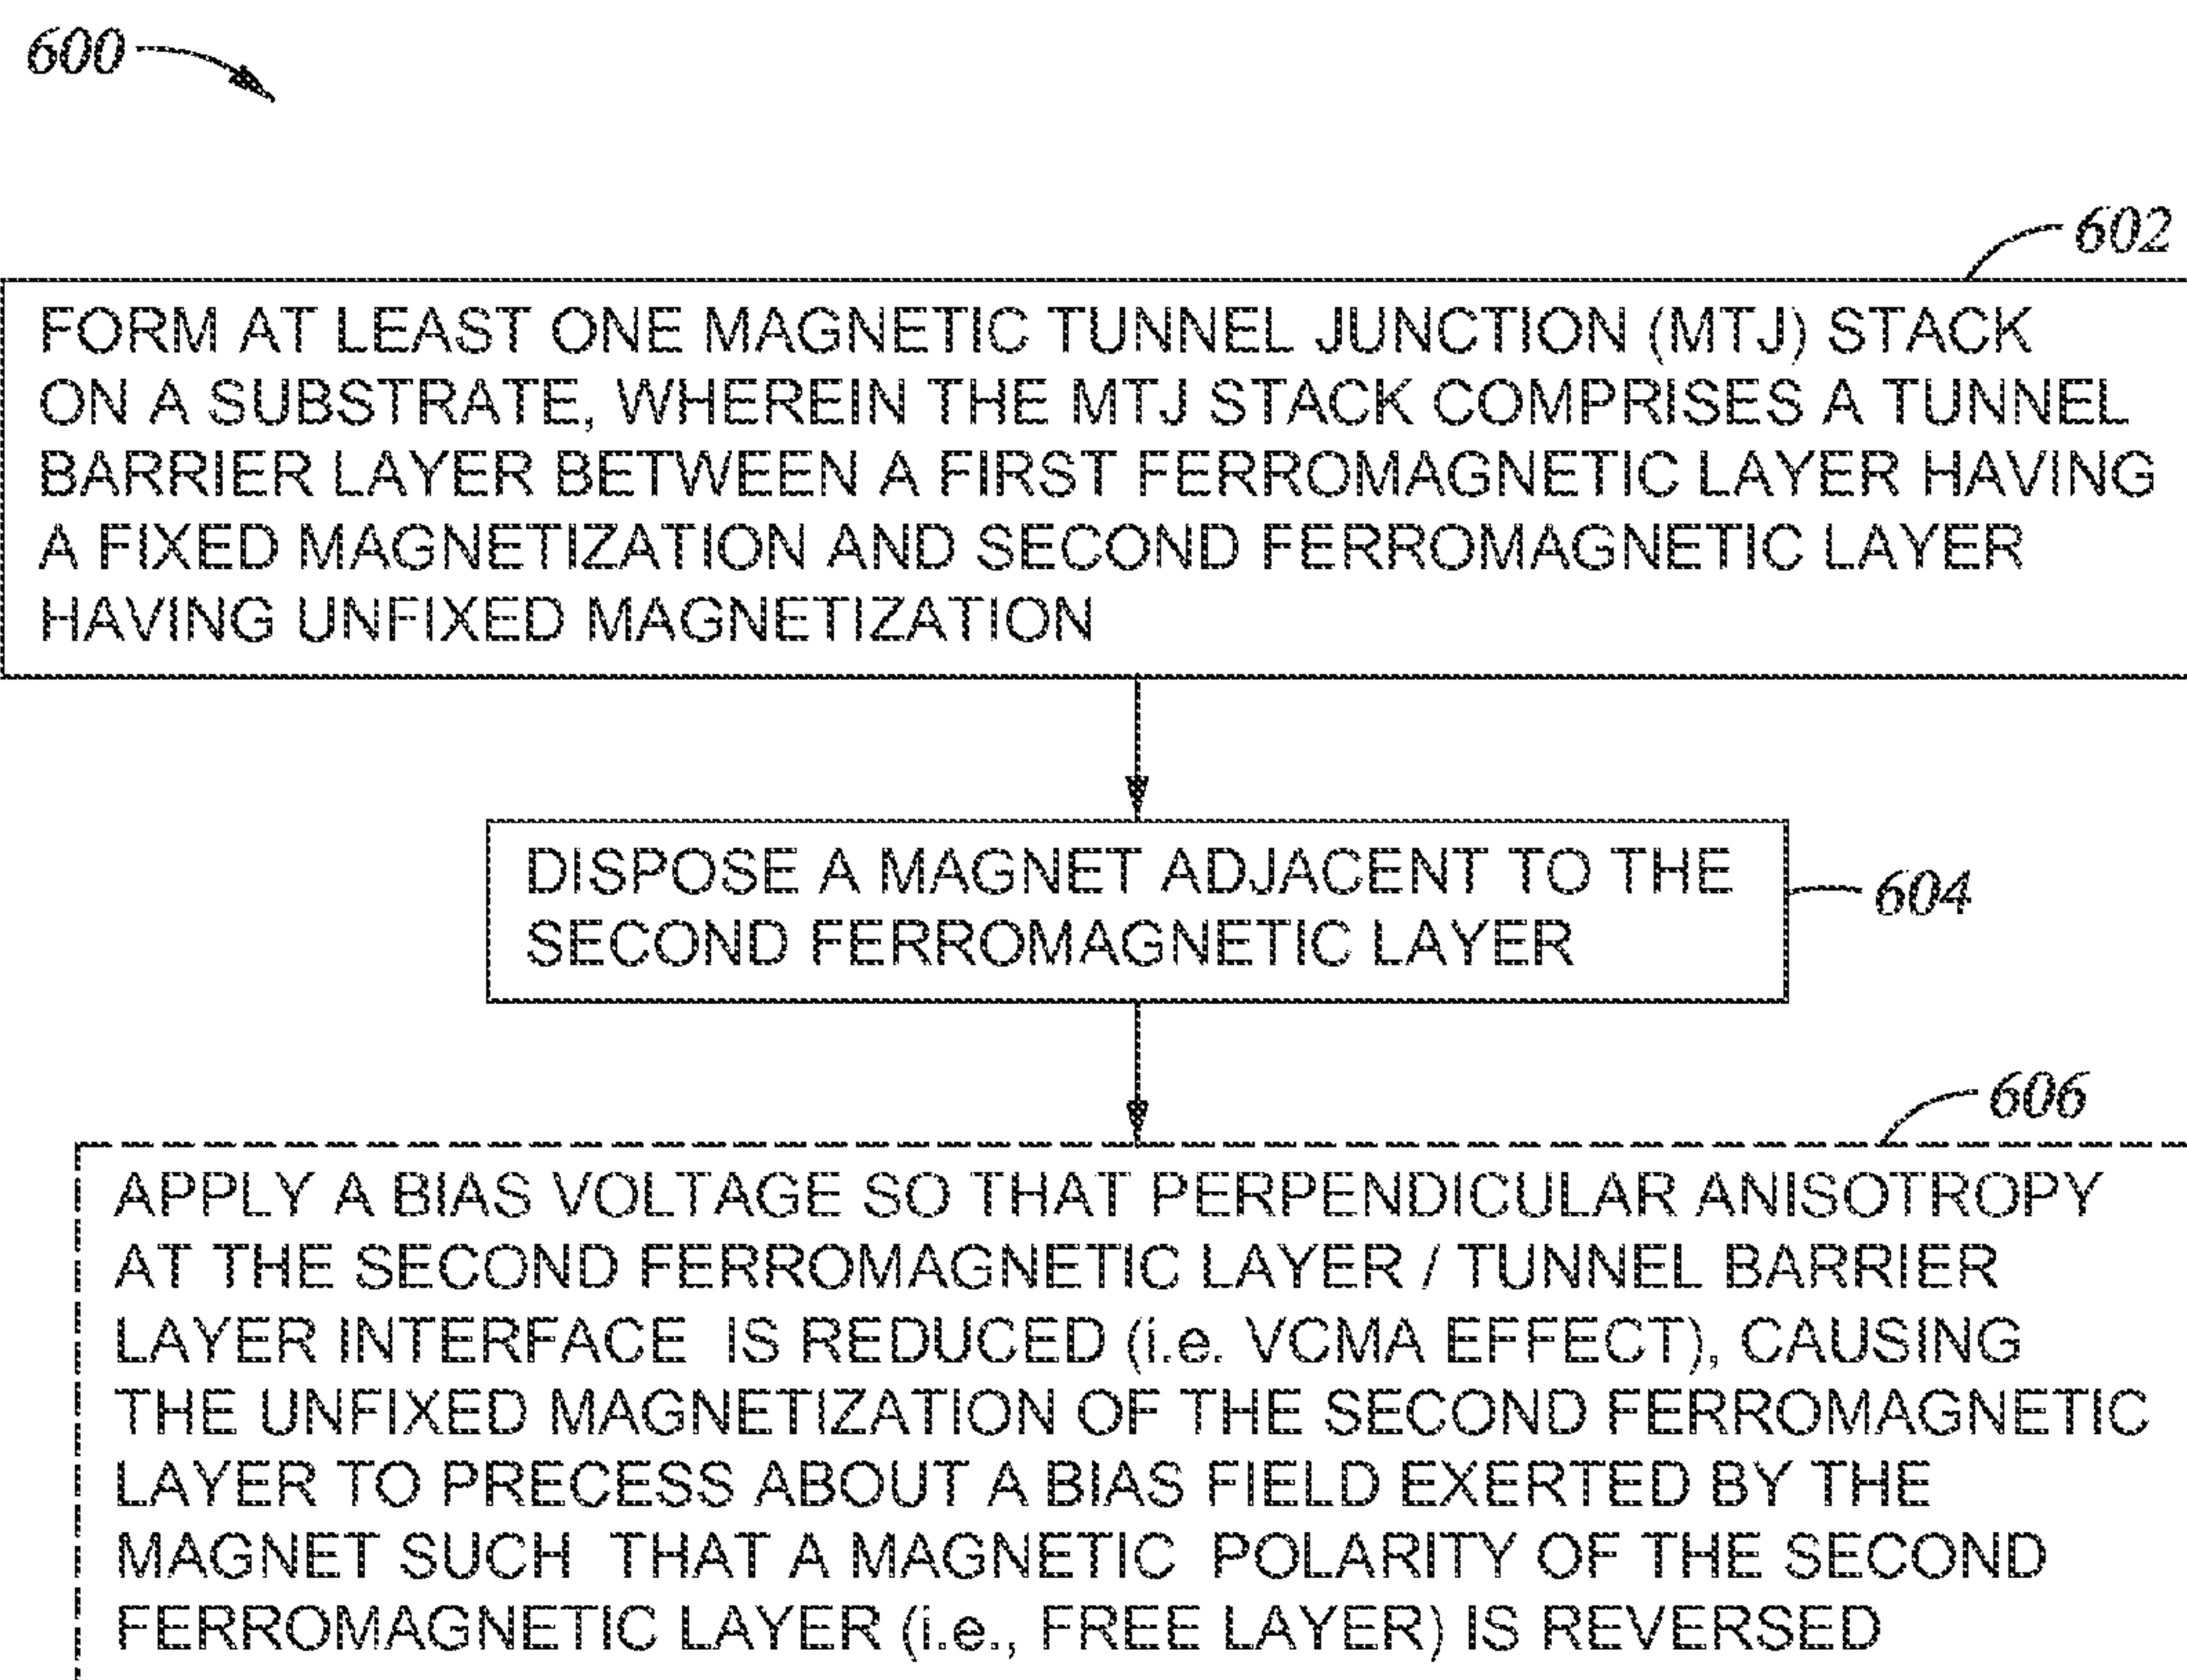 600
602
FORM AT LEAST ONE MAGNETIC TUNNEL JUNCTION (MTJ) STACK
ON A SUBSTRATE, WHEREIN THE MTJ STACK COMPRISES A TUNNEL
BARRIER LAYER BETWEEN A FIRST FERROMAGNETIC LAYER HAVING
A FIXED MAGNETIZATION AND SECOND FERROMAGNETIC LAYER
HAVING UNFIXED MAGNETIZATION
DISPOSE A MAGNET ADJACENT TO THE
SECOND FERROMAGNETIC LAYER
604
606
APPLY A BIAS VOLTAGE SO THAT PERPENDICULAR ANISOTROPY
AT THE SECOND FERROMAGNETIC LAYER / TUNNEL BARRIER
LAYER INTERFACE IS REDUCED (i.e. VCMA EFFECT), CAUSING
THE UNFIXED MAGNETIZATION OF THE SECOND FERROMAGNETIC
LAYER TO PRECESS ABOUT A BIAS FIELD EXERTED BY THE
MAGNET SUCH THAT A MAGNETIC POLARITY OF THE SECOND
FERROMAGNETIC LAYER (i.e., FREE LAYER) IS REVERSED